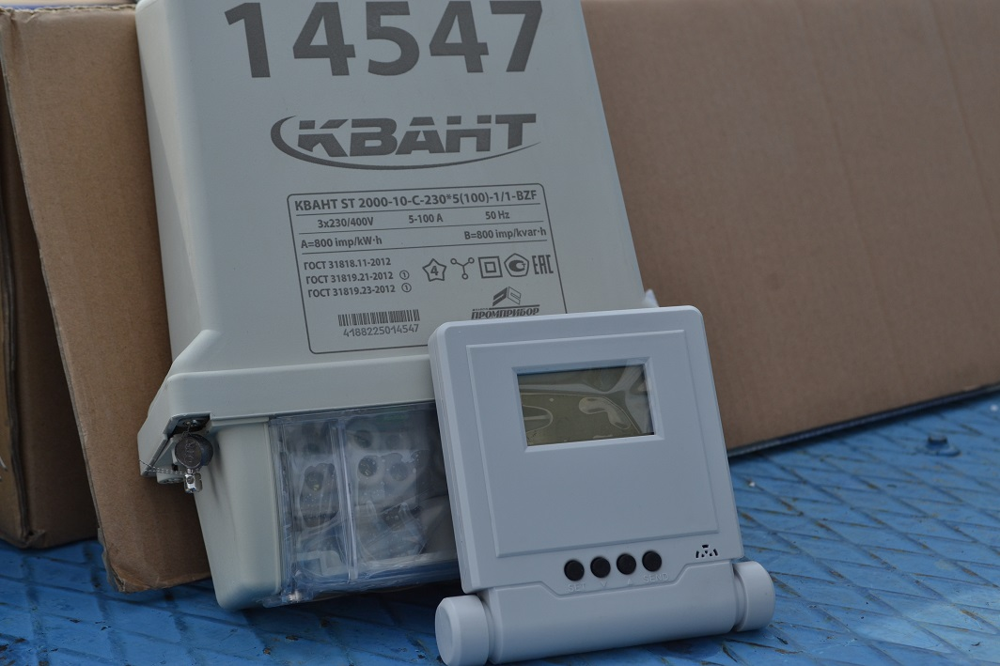 14547
КВАНТ
КВАНТ ST 2000-10-C-230*5(100)-1/1-BZF
3x230/400V 5-100 A 50 Hz
A=800 imp/kW·h B=800 imp/kvar·h
ГОСТ 31818.11-2012
ГОСТ 31819.21-2012 1
ГОСТ 31819.23-2012 1
4 EAC
ПРОМПРИБОР
4188225014547